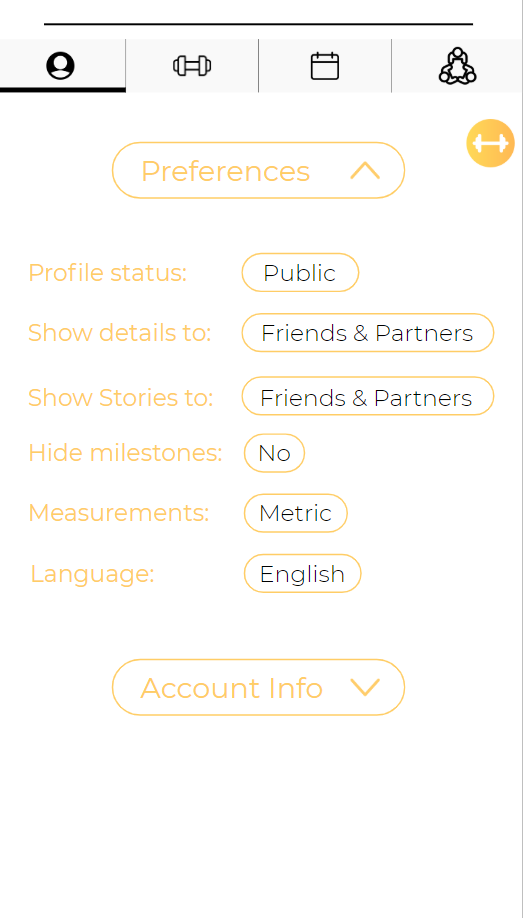 Preferences
Profile status: Public
Show details to: Friends & Partners
Show Stories to: Friends & Partners
Hide milestones: No
Measurements: Metric
Language: English
Account Info